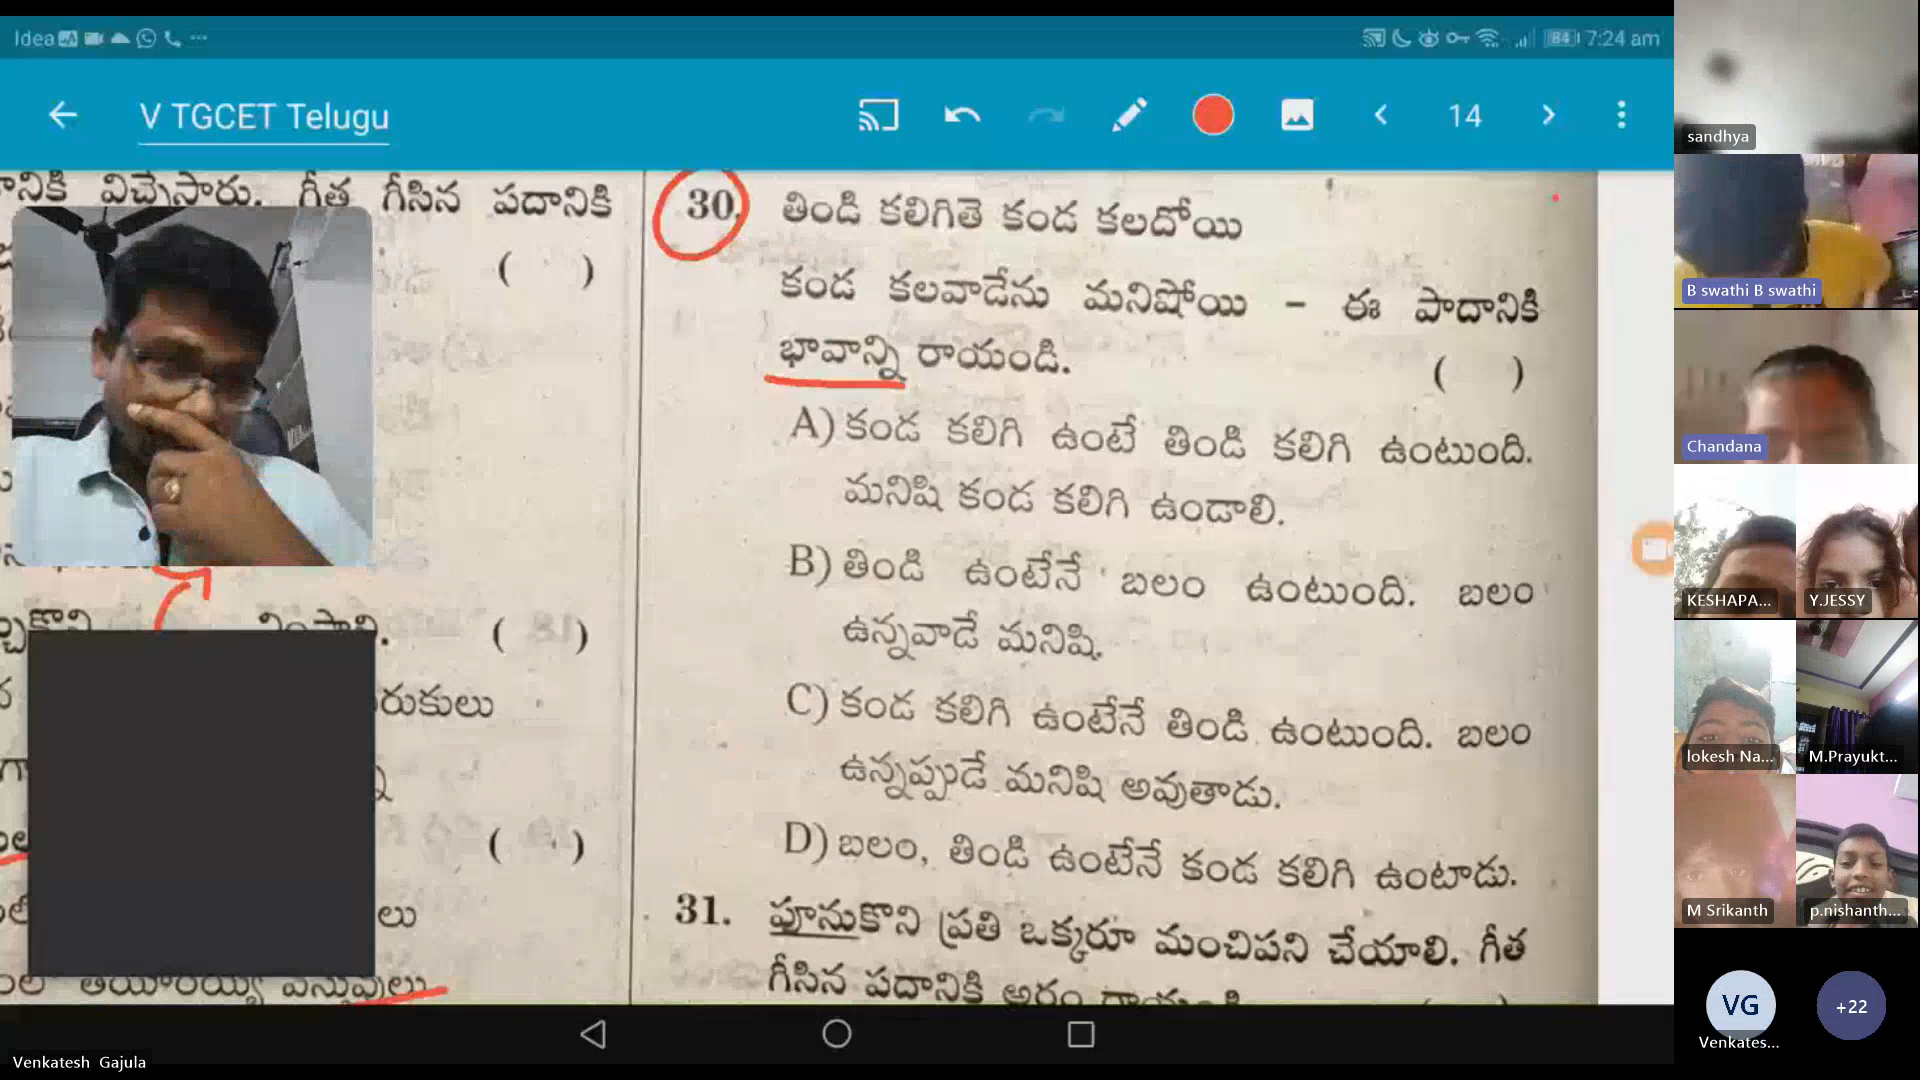 Idea
84 7:24 am
V TGCET Telugu
14
విచ్చేసారు. గీత గీసిన పదానికి
( )
( )
రుకులు
( )
లు
30. తిండి కలిగితె కండ కలదోయి
కండ కలవాడేను మనిషోయి – ఈ పాదానికి
భావాన్ని రాయండి. ( )
A) కండ కలిగి ఉంటే తిండి కలిగి ఉంటుంది.
మనిషి కండ కలిగి ఉండాలి.
B) తిండి ఉంటేనే బలం ఉంటుంది. బలం
ఉన్నవాడే మనిషి.
C) కండ కలిగి ఉంటేనే తిండి ఉంటుంది. బలం
ఉన్నప్పుడే మనిషి అవుతాడు.
D) బలం, తిండి ఉంటేనే కండ కలిగి ఉంటాడు.
31. పూనుకొని ప్రతి ఒక్కరూ మంచిపని చేయాలి. గీత
గీసిన పదానికి
Venkatesh Gajula
sandhya
B swathi B swathi
Chandana
KESHAPA...
Y.JESSY
lokesh Na...
M.Prayukt...
M Srikanth
p.nishanth...
VG
Venkates...
+22